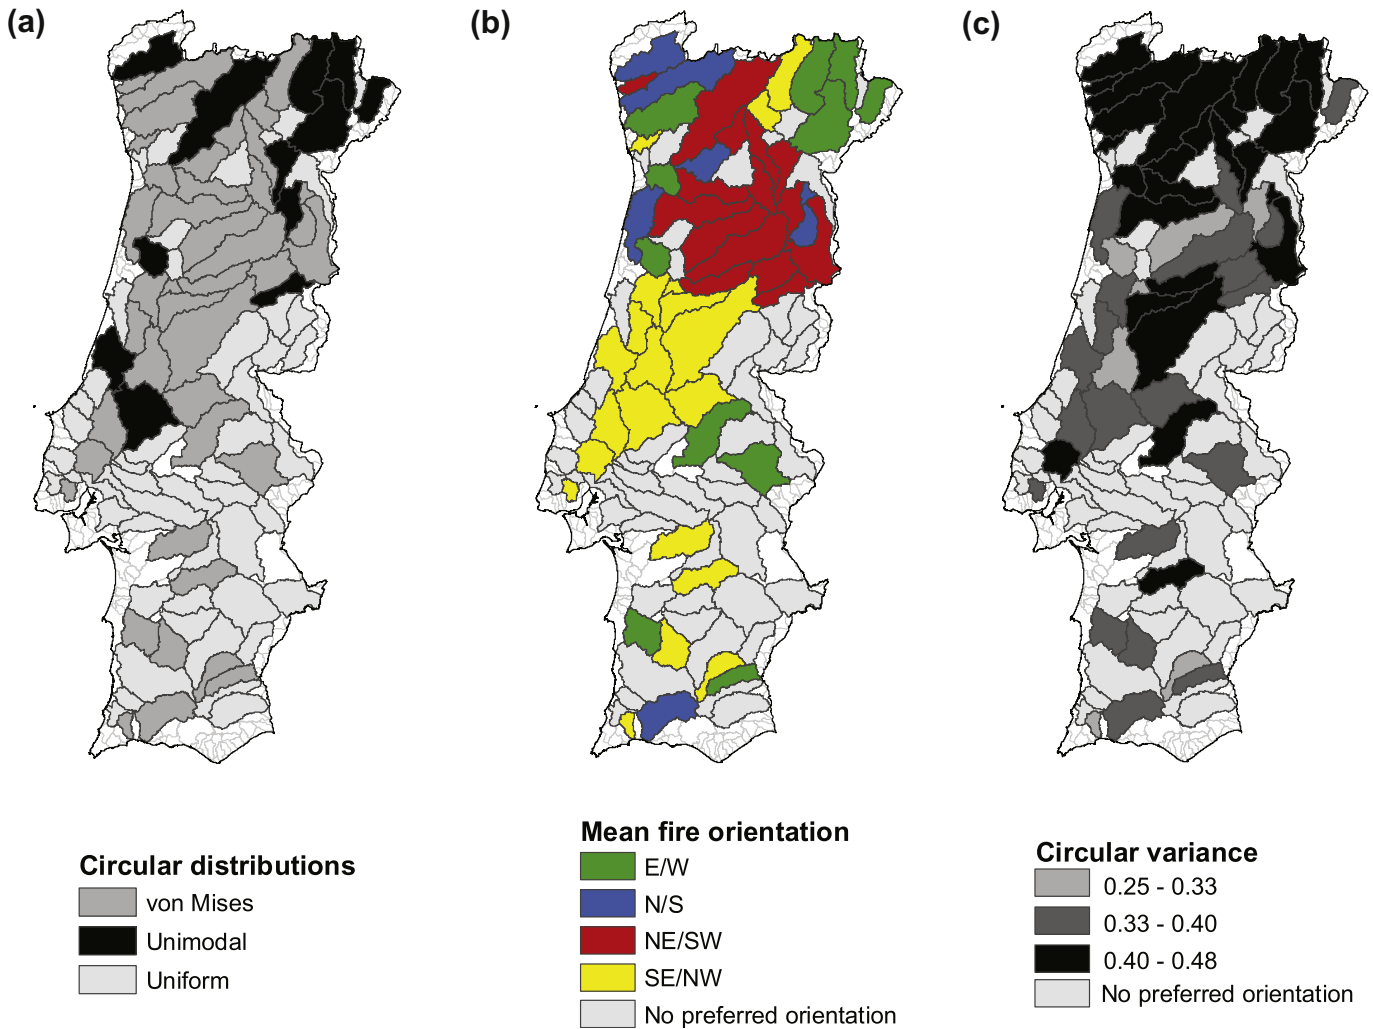 (a)
(b)
(c)
Circular distributions
von Mises
Unimodal
Uniform
Mean fire orientation
E/W
N/S
NE/SW
SE/NW
No preferred orientation
Circular variance
0.25 - 0.33
0.33 - 0.40
0.40 - 0.48
No preferred orientation